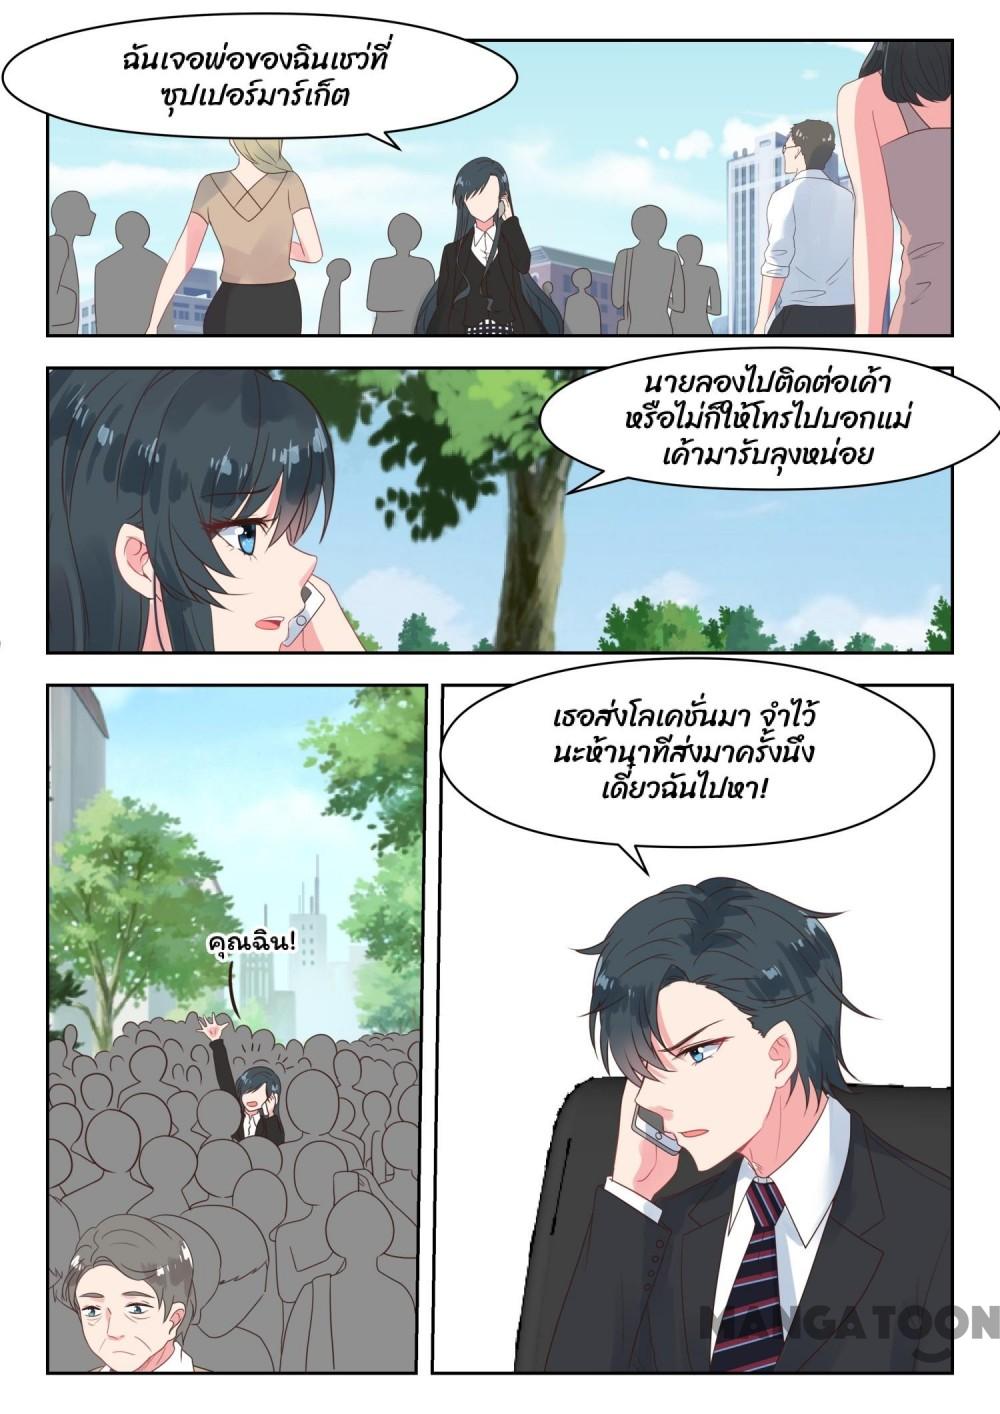 ฉันเจอพ่อของฉินเชว่ที่
ซุปเปอร์มาร์เก็ต
นายลองไปติดต่อเค้า
หรือไม่ก็ให้โทรไปบอกแม่
เค้ามารับลุงหน่อย
เธอส่งโลเคชั่นมา จำไว้
นะห้านาทีส่งมาครั้งนึง
เดี๋ยวฉันไปหา!
คุณฉิน!
MANGATOON